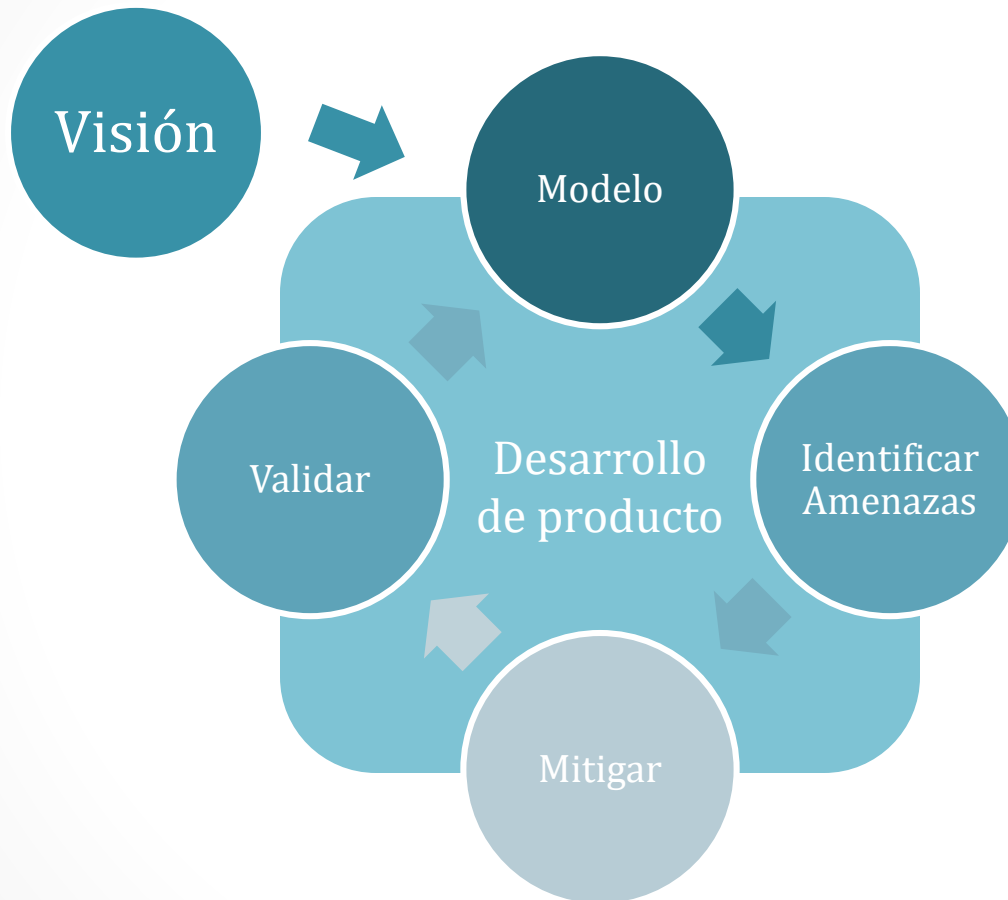 Visión
Modelo
Identificar
Amenazas
Mitigar
Validar
Desarrollo
de producto